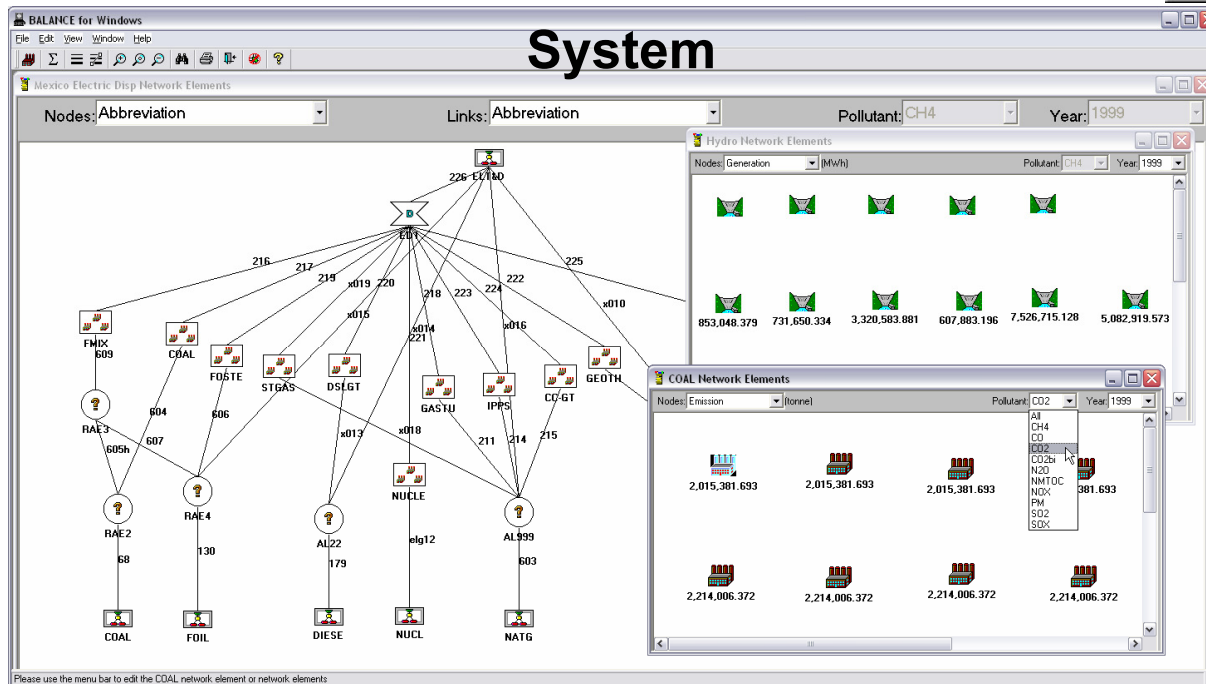 BALANCE for Windows
File Edit View Window Help
System
Mexico Electric Disp Network Elements
Nodes: Abbreviation Links: Abbreviation Pollutant: CH4 Year: 1999
226 ELT&D
D
ED1
216 217 219 x019 220 218 223 224 222 225
x015 x014 x016 x010
221
FMIX COAL FOSTE STGAS DSLGT GASTU IPPS CC-GT GEOTH
609
604 606
RAE3
605h 607 x013 x018 211 214 215
NUCLE
RAE2 RAE4 AL22 AL999
68 130 179 elg12 603
COAL FOIL DIESE NUCL NATG
Hydro Network Elements
Nodes: Generation (MWh) Pollutant: CH4 Year: 1999
853,048.379 731,650.334 3,320,583.881 607,883.196 7,526,715.128 5,082,919.573
COAL Network Elements
Nodes: Emission (tonne) Pollutant: CO2 Year: 1999
All
CH4
CO
CO2
CO2bi
N2O
NMTOC
NOX
PM
SO2
SOX
2,015,381.693 2,015,381.693 2,015,381.693 381.693
2,214,006.372 2,214,006.372 2,214,006.372 2,214,006.372
Please use the menu bar to edit the COAL network element or network elements